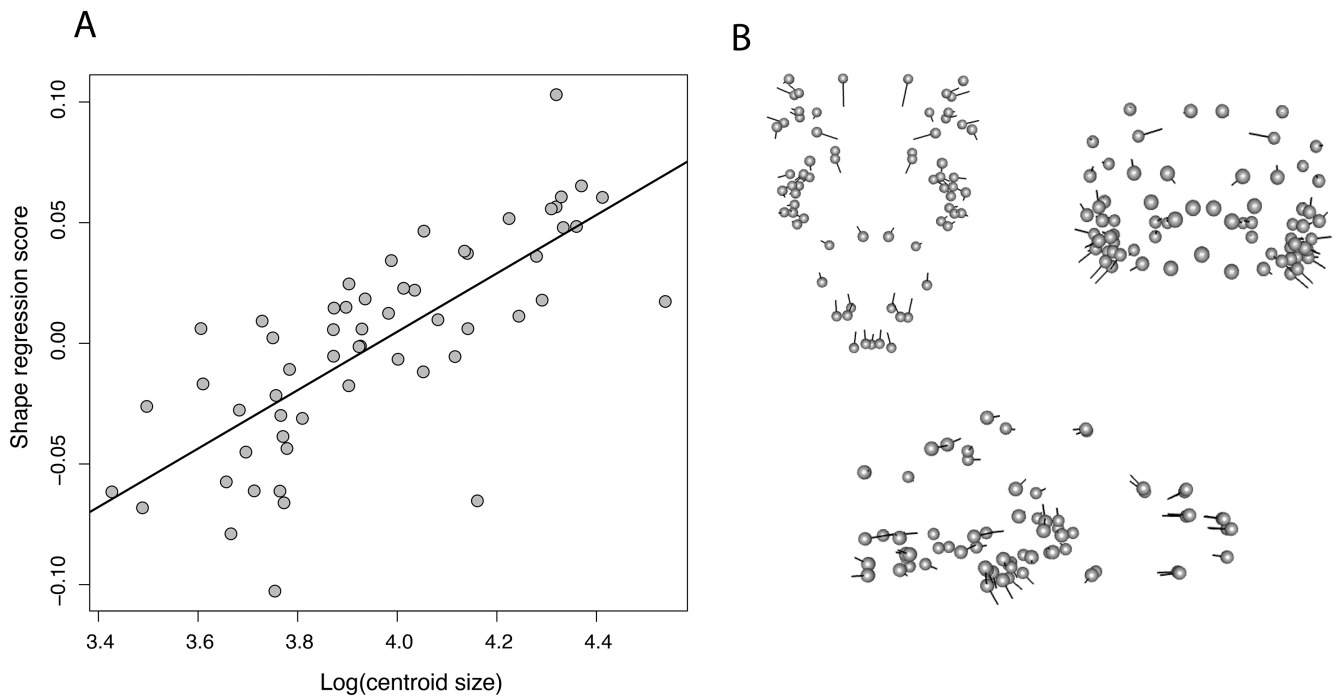 A
B
Shape regression score
0.10
0.05
0.00
−0.05
−0.10
3.4 3.6 3.8 4.0 4.2 4.4
Log(centroid size)